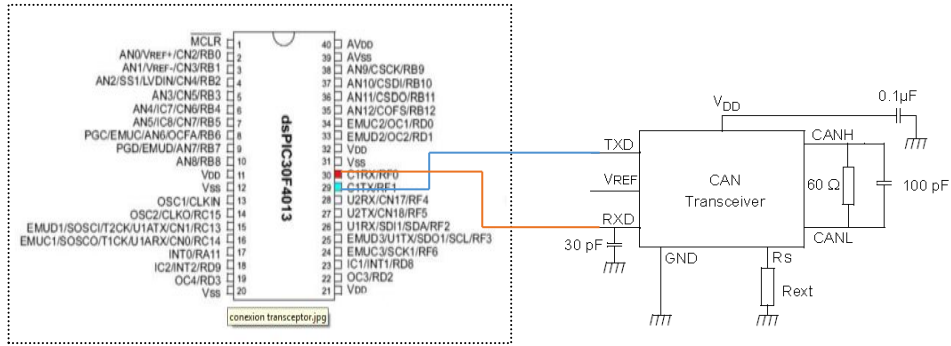 MCLR 1
AN0/VREF+/CN2/RB0 2
AN1/VREF-/CN3/RB1 3
AN2/SS1/LVDIN/CN4/RB2 4
AN3/CN5/RB3 5
AN4/IC7/CN6/RB4 6
AN5/IC8/CN7/RB5 7
PGC/EMUC/AN6/OCFA/RB6 8
PGD/EMUD/AN7/RB7 9
AN8/RB8 10
VDD 11
VSS 12
OSC1/CLKIN 13
OSC2/CLKO/RC15 14
EMUD1/SOSCI/T2CK/U1ATX/CN1/RC13 15
EMUC1/SOSCO/T1CK/U1ARX/CN0/RC14 16
INT0/RA11 17
IC2/INT2/RD9 18
OC4/RD3 19
VSS 20
dsPIC30F4013
40 AVDD
39 AVSS
38 AN9/CSCK/RB9
37 AN10/CSDI/RB10
36 AN11/CSDO/RB11
35 AN12/COFS/RB12
34 EMUC2/OC1/RD0
33 EMUD2/OC2/RD1
32 VDD
31 VSS
30 C1RX/RF0
29 C1TX/RF1
28 U2RX/CN17/RF4
27 U2TX/CN18/RF5
26 U1RX/SDI1/SDA/RF2
25 EMUD3/U1TX/SDO1/SCL/RF3
24 EMUC3/SCK1/RF6
23 IC1/INT1/RD8
22 OC3/RD2
21 VDD
conexion transceptor.jpg
VDD
0.1µF
TXD
CANH
VREF
CAN
Transceiver
60 Ω
100 pF
RXD
CANL
30 pF
GND
Rs
Rext